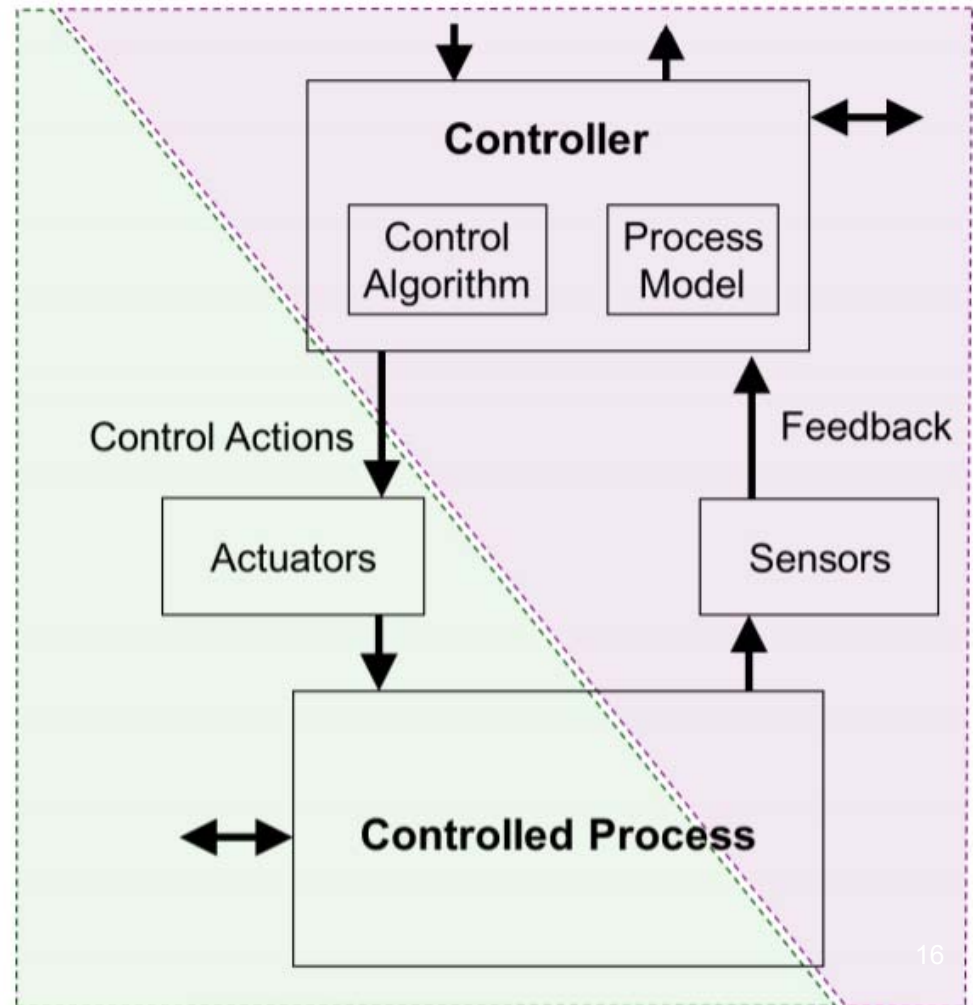 Controller
Control
Algorithm
Process
Model
Control Actions
Feedback
Actuators
Sensors
Controlled Process
16